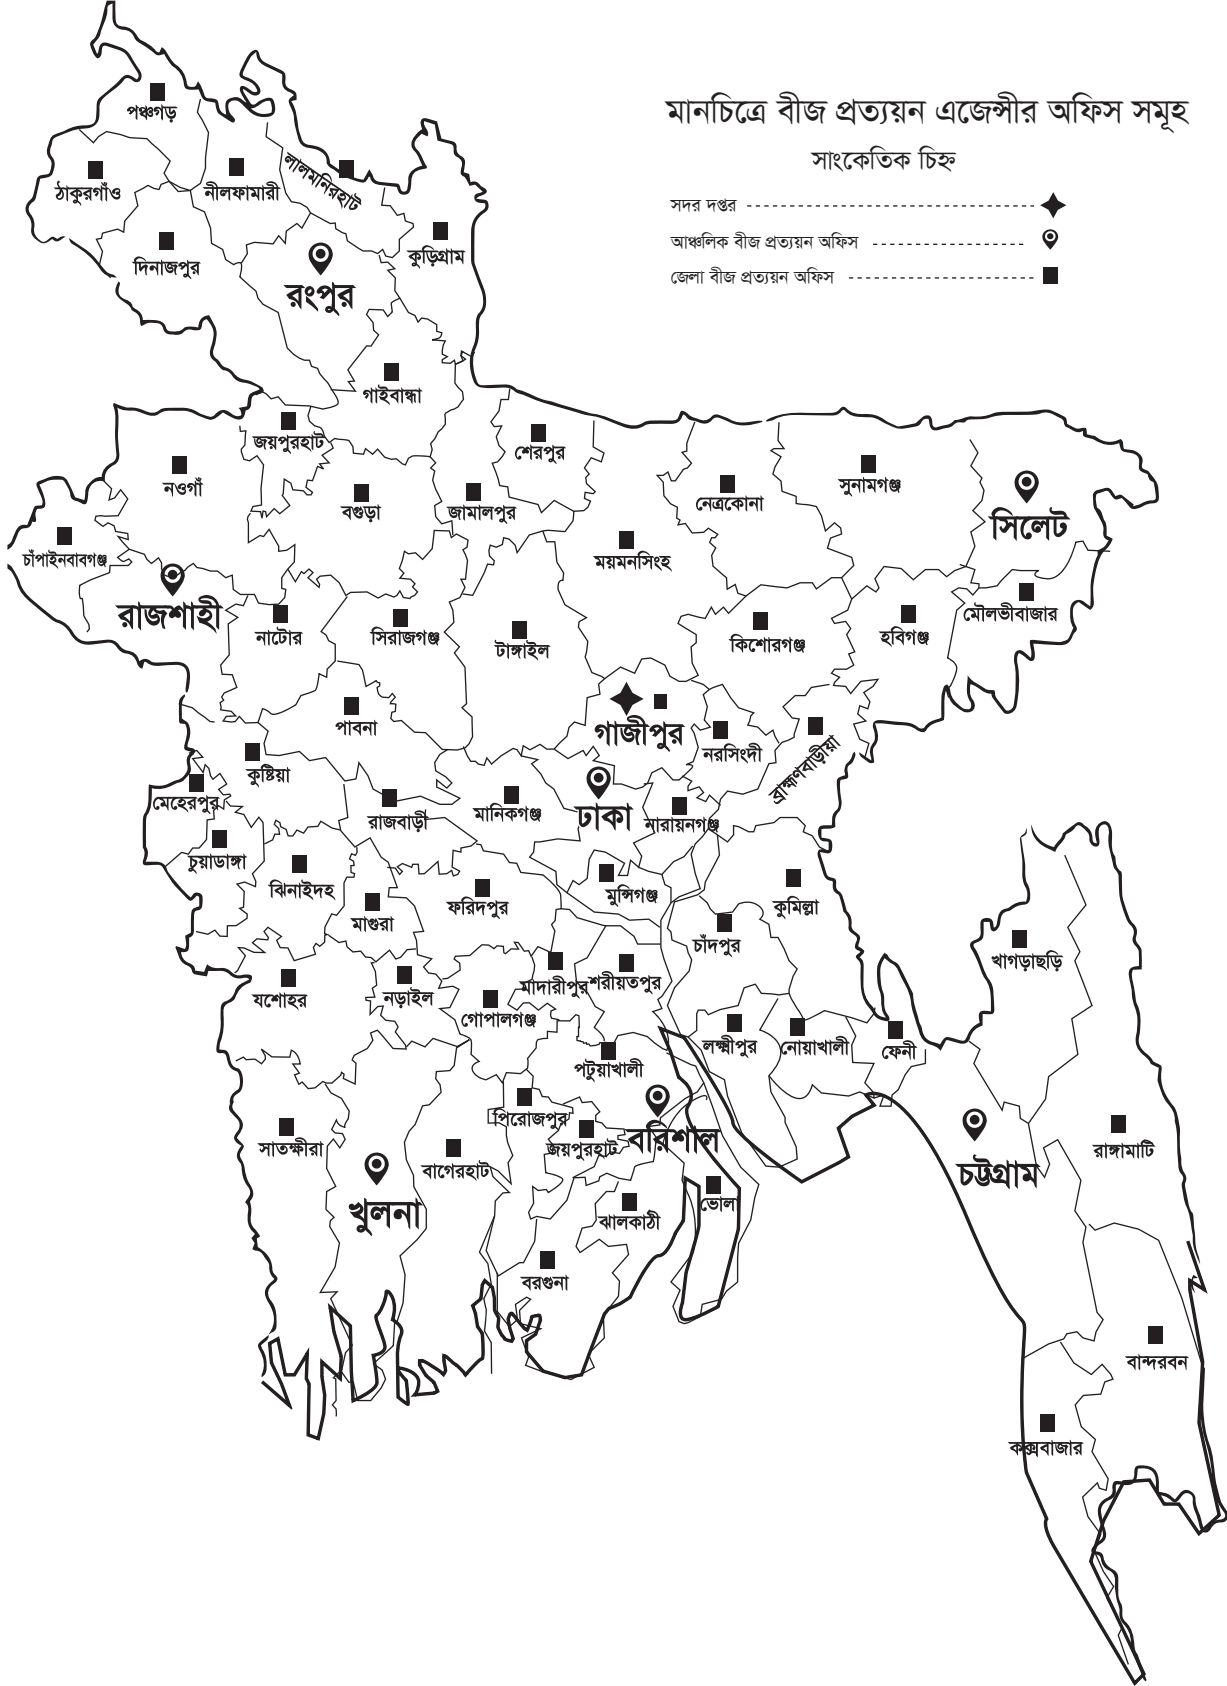 মানচিত্রে বীজ প্রত্যয়ন এজেন্সীর অফিস সমূহ
সাংকেতিক চিহ্ন
সদর দপ্তর
আঞ্চলিক বীজ প্রত্যয়ন অফিস
জেলা বীজ প্রত্যয়ন অফিস
পঞ্চগড়
ঠাকুরগাঁও
নীলফামারী
লালমনিরহাট
দিনাজপুর
কুড়িগ্রাম
রংপুর
গাইবান্ধা
জয়পুরহাট
শেরপুর
নওগাঁ
বগুড়া
জামালপুর
নেত্রকোনা
সুনামগঞ্জ
সিলেট
চাঁপাইনবাবগঞ্জ
ময়মনসিংহ
রাজশাহী
নাটোর
সিরাজগঞ্জ
টাঙ্গাইল
কিশোরগঞ্জ
হবিগঞ্জ
মৌলভীবাজার
পাবনা
গাজীপুর
নরসিংদী
ব্রাহ্মণবাড়ীয়া
কুষ্টিয়া
মেহেরপুর
রাজবাড়ী
মানিকগঞ্জ
ঢাকা
নারায়নগঞ্জ
চুয়াডাঙ্গা
ঝিনাইদহ
মাগুরা
ফরিদপুর
মুন্সিগঞ্জ
কুমিল্লা
চাঁদপুর
খাগড়াছড়ি
যশোহর
নড়াইল
গোপালগঞ্জ
মাদারীপুর
শরীয়তপুর
লক্ষ্মীপুর
নোয়াখালী
ফেনী
পটুয়াখালী
পিরোজপুর
জয়পুরহাট
বরিশাল
সাতক্ষীরা
বাগেরহাট
খুলনা
ভোলা
ঝালকাঠী
বরগুনা
চট্টগ্রাম
রাঙ্গামাটি
বান্দরবন
কক্সবাজার